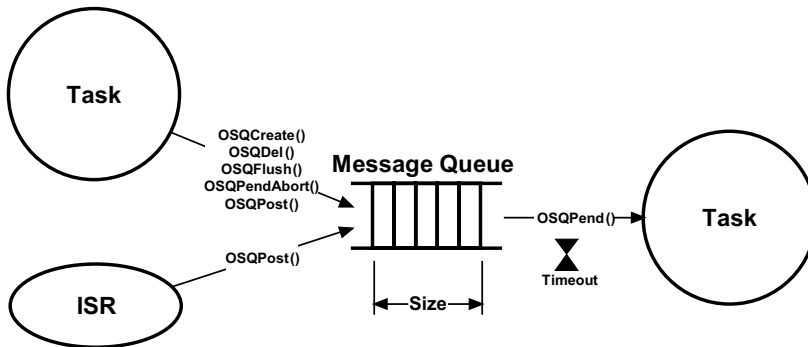 Task
OSQCreate()
OSQDel()
OSQFlush()
OSQPendAbort()
OSQPost()
Message Queue
OSQPend()
Task
Timeout
OSQPost()
ISR
Size